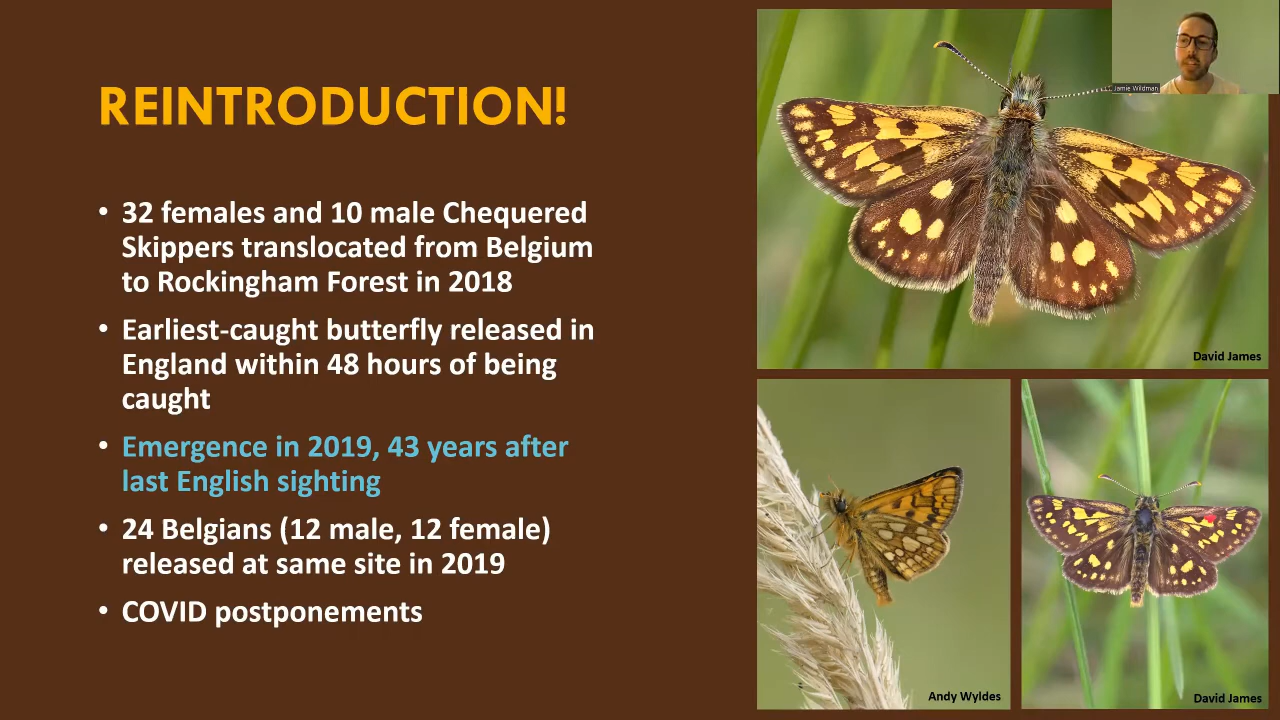 REINTRODUCTION!
• 32 females and 10 male Chequered
Skippers translocated from Belgium
to Rockingham Forest in 2018
• Earliest-caught butterfly released in
England within 48 hours of being
caught
• Emergence in 2019, 43 years after
last English sighting
• 24 Belgians (12 male, 12 female)
released at same site in 2019
• COVID postponements
Jamie Wildman
David James
Andy Wyldes
David James